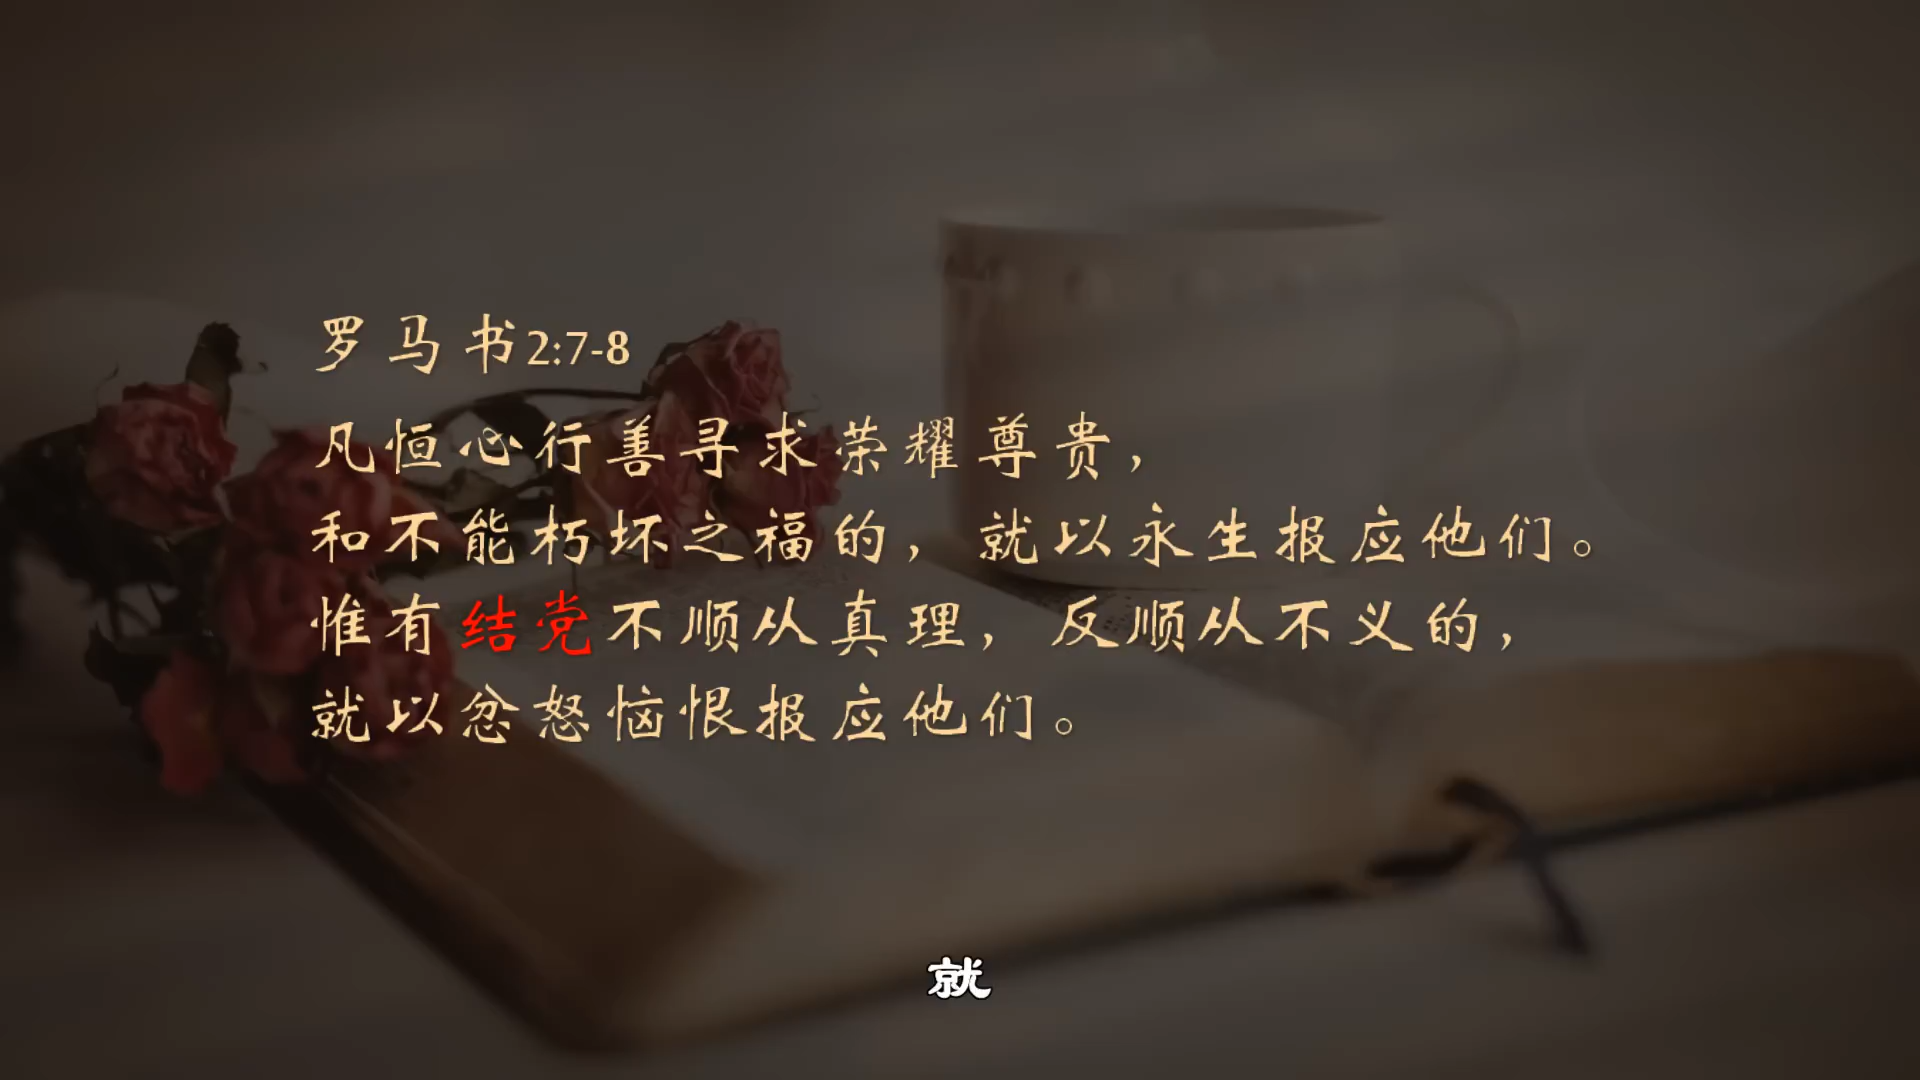 罗马书2:7-8
凡恒心行善寻求荣耀尊贵，
和不能朽坏之福的，就以永生报应他们。
惟有结党不顺从真理，反顺从不义的，
就以忿怒恼恨报应他们。
就